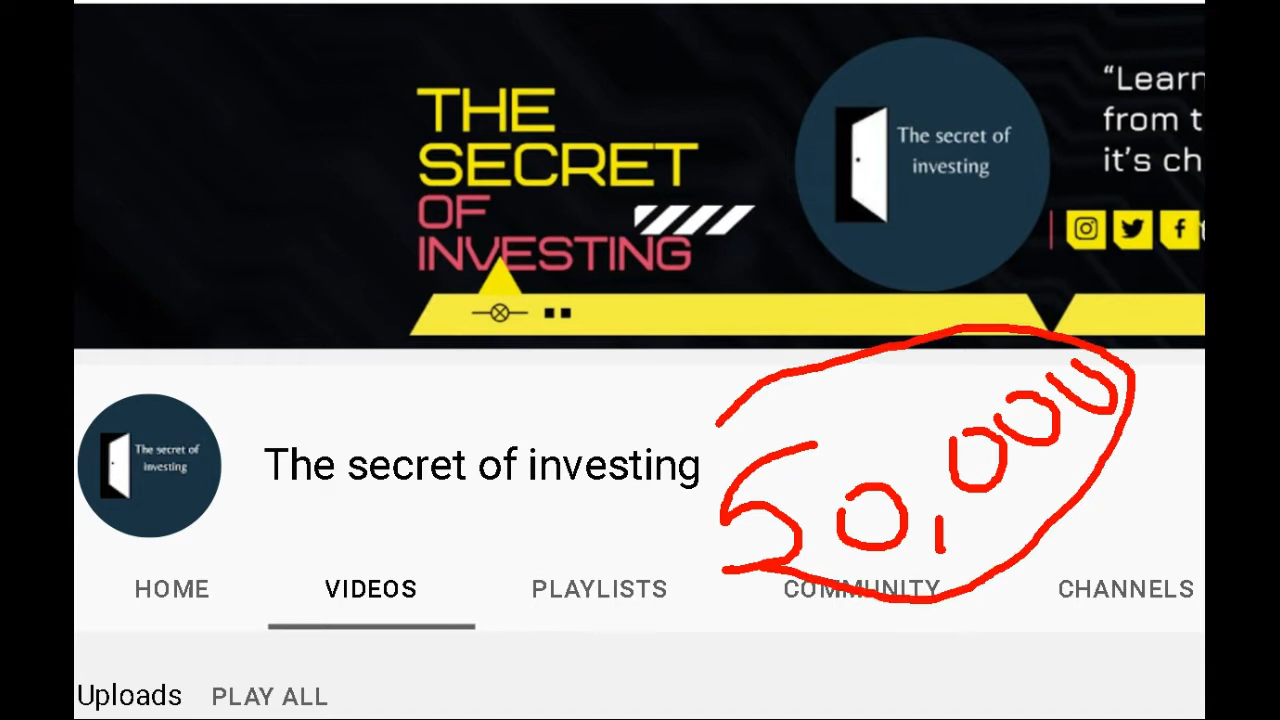 THE
SECRET
OF
INVESTING
The secret of
investing
“Learn
from t
it’s ch
The secret of
investing
The secret of investing
50,000
HOME VIDEOS PLAYLISTS COMMUNITY CHANNELS
Uploads PLAY ALL